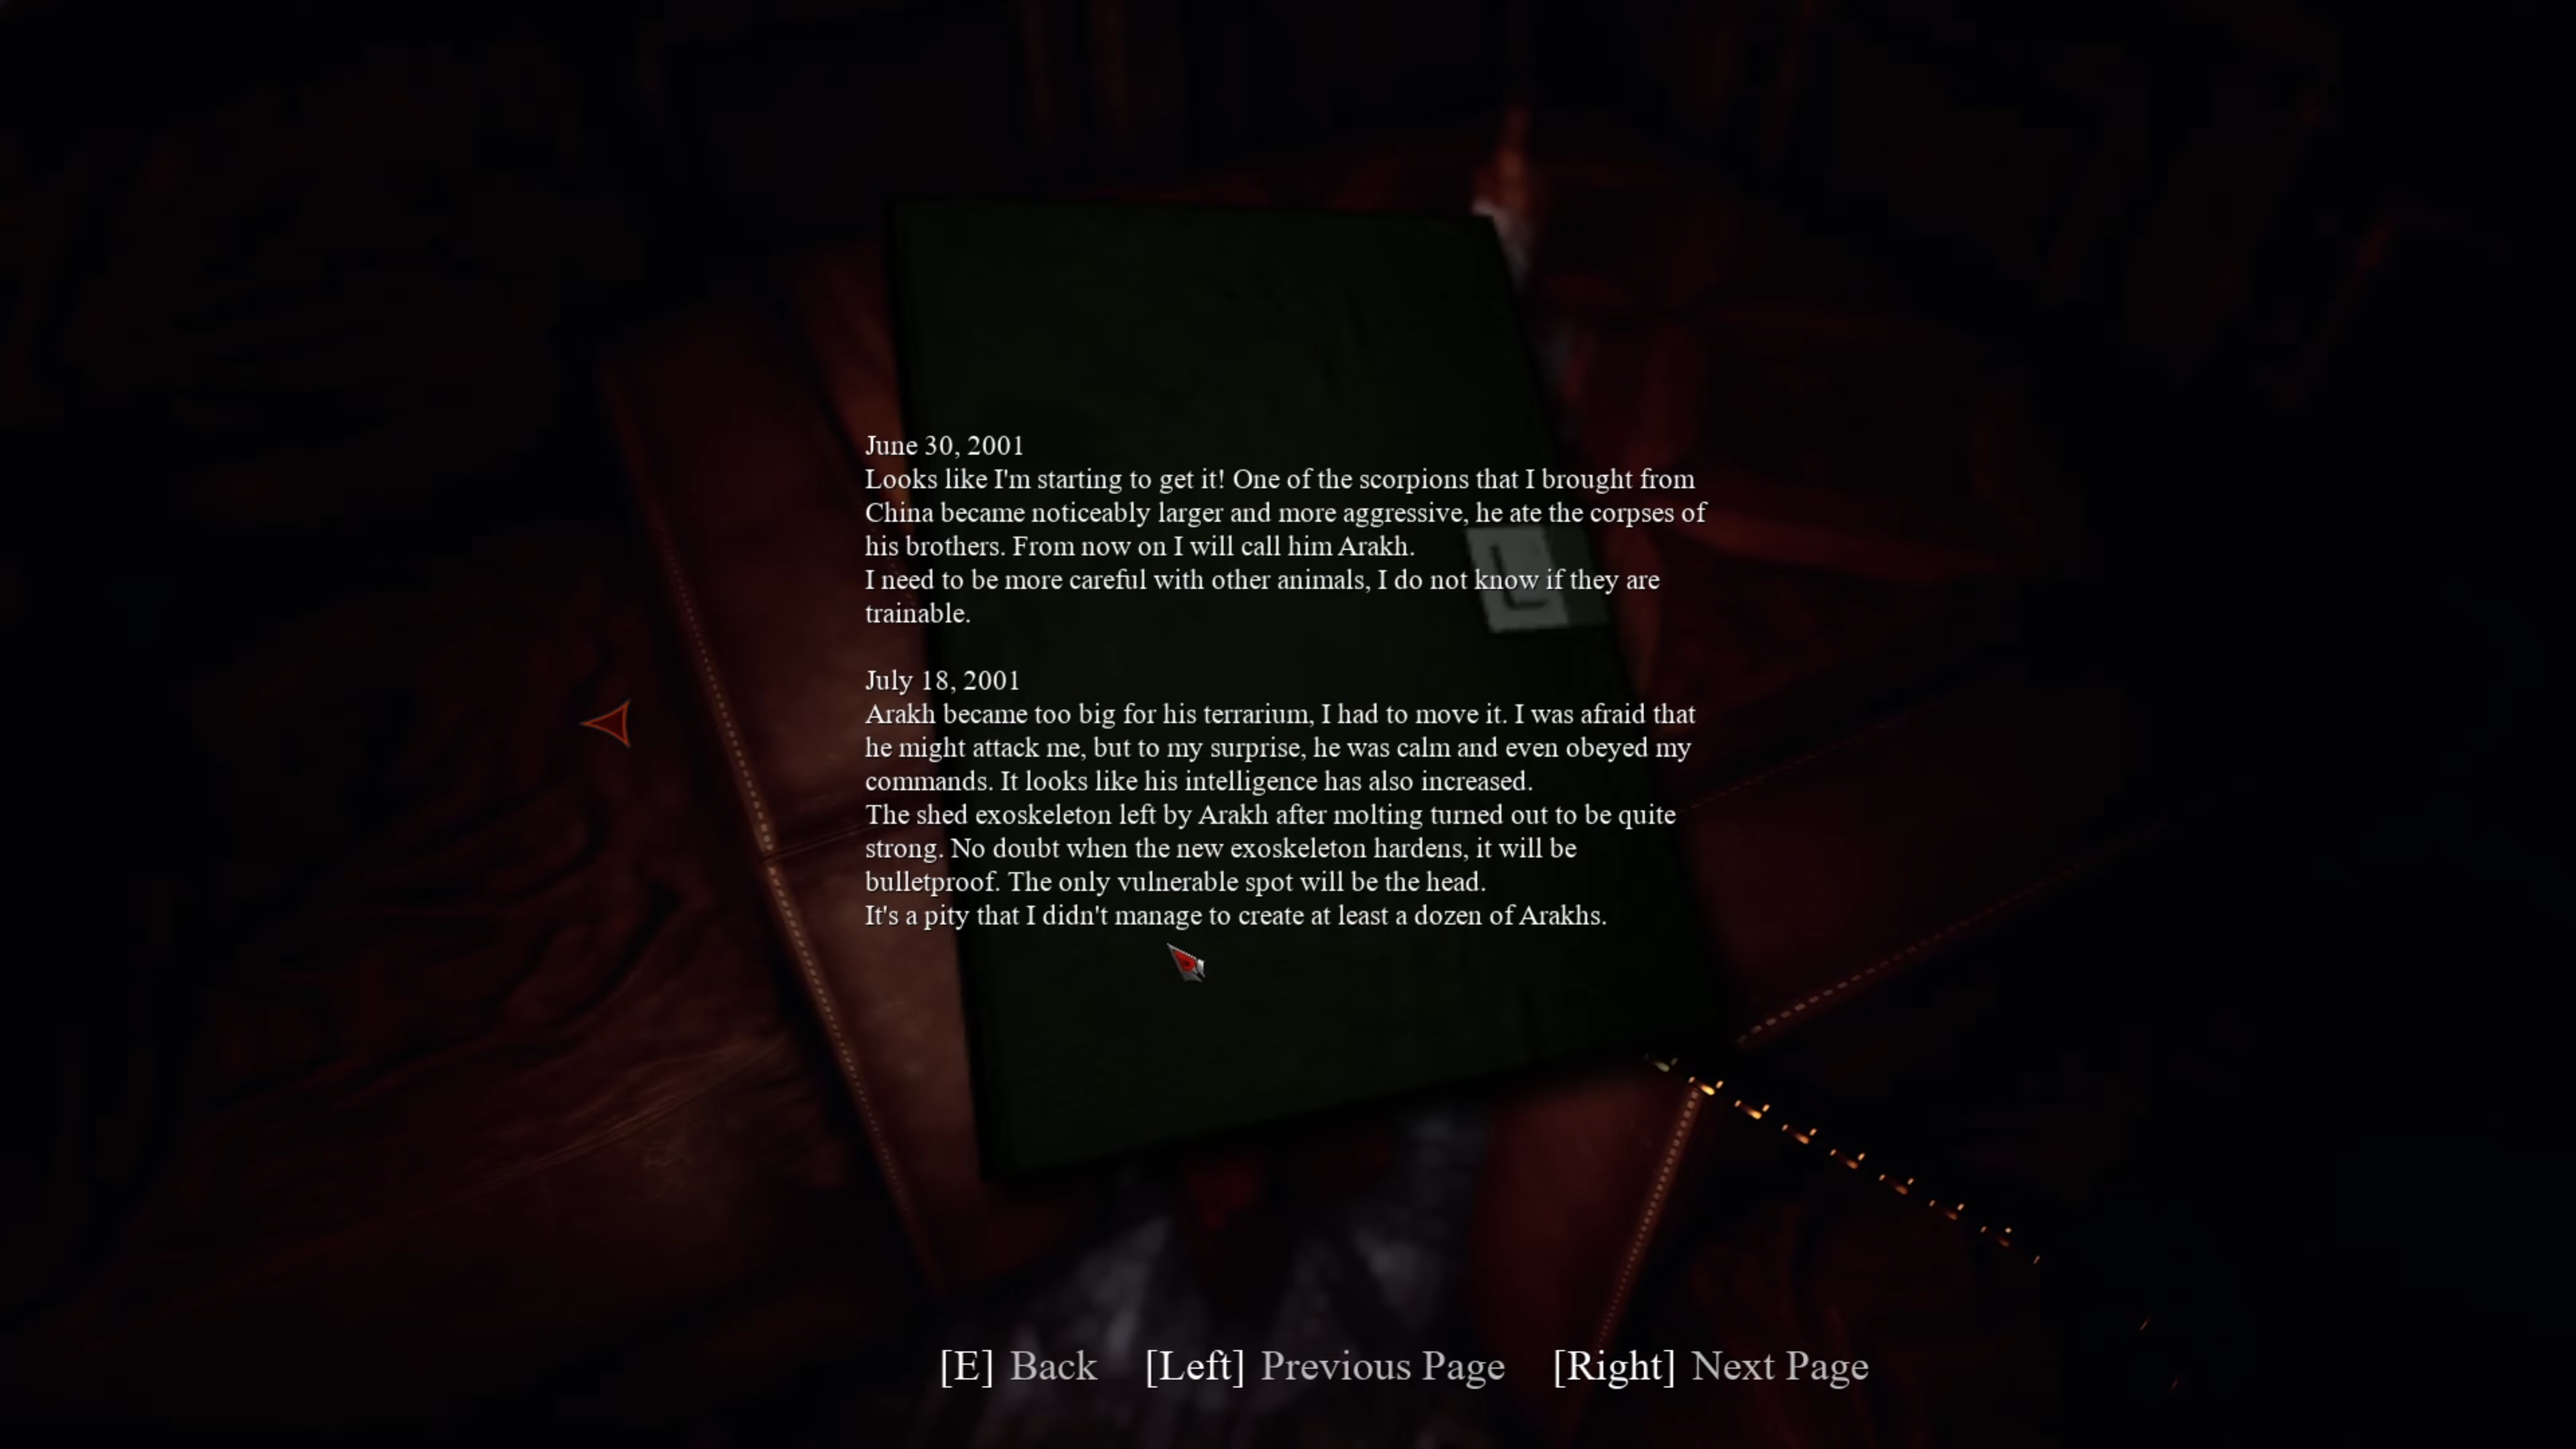 June 30, 2001
Looks like I'm starting to get it! One of the scorpions that I brought from
China became noticeably larger and more aggressive, he ate the corpses of
his brothers. From now on I will call him Arakh.
I need to be more careful with other animals, I do not know if they are
trainable.
July 18, 2001
Arakh became too big for his terrarium, I had to move it. I was afraid that
he might attack me, but to my surprise, he was calm and even obeyed my
commands. It looks like his intelligence has also increased.
The shed exoskeleton left by Arakh after molting turned out to be quite
strong. No doubt when the new exoskeleton hardens, it will be
bulletproof. The only vulnerable spot will be the head.
It's a pity that I didn't manage to create at least a dozen of Arakhs.
L
[E] Back [Left] Previous Page [Right] Next Page